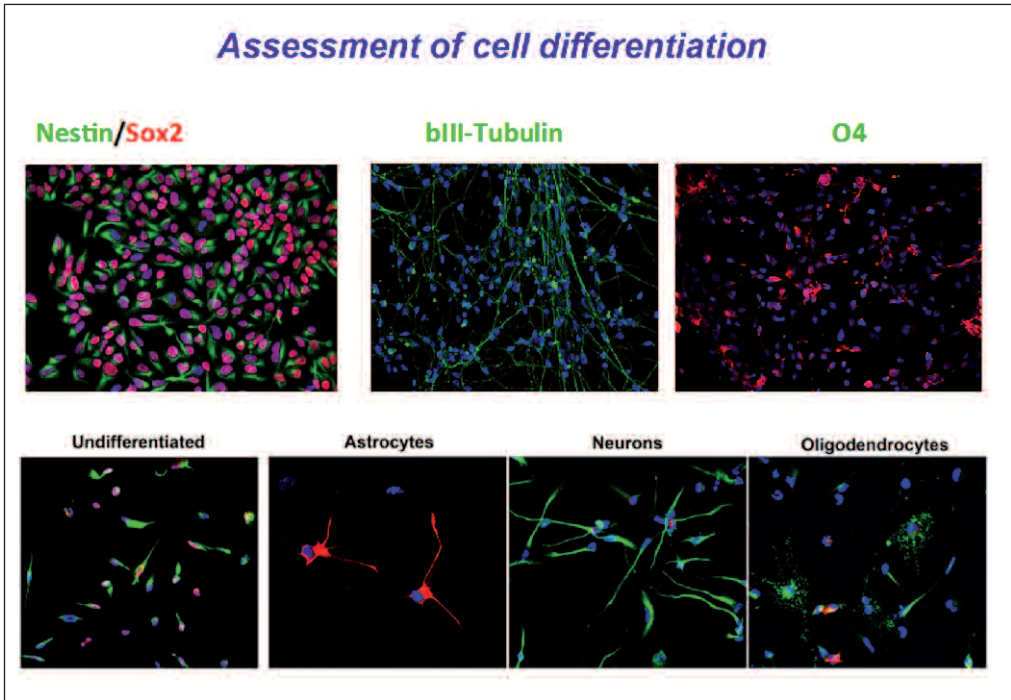 Assessment of cell differentiation
Nestin/Sox2
bIII-Tubulin
O4
Undifferentiated
Astrocytes
Neurons
Oligodendrocytes